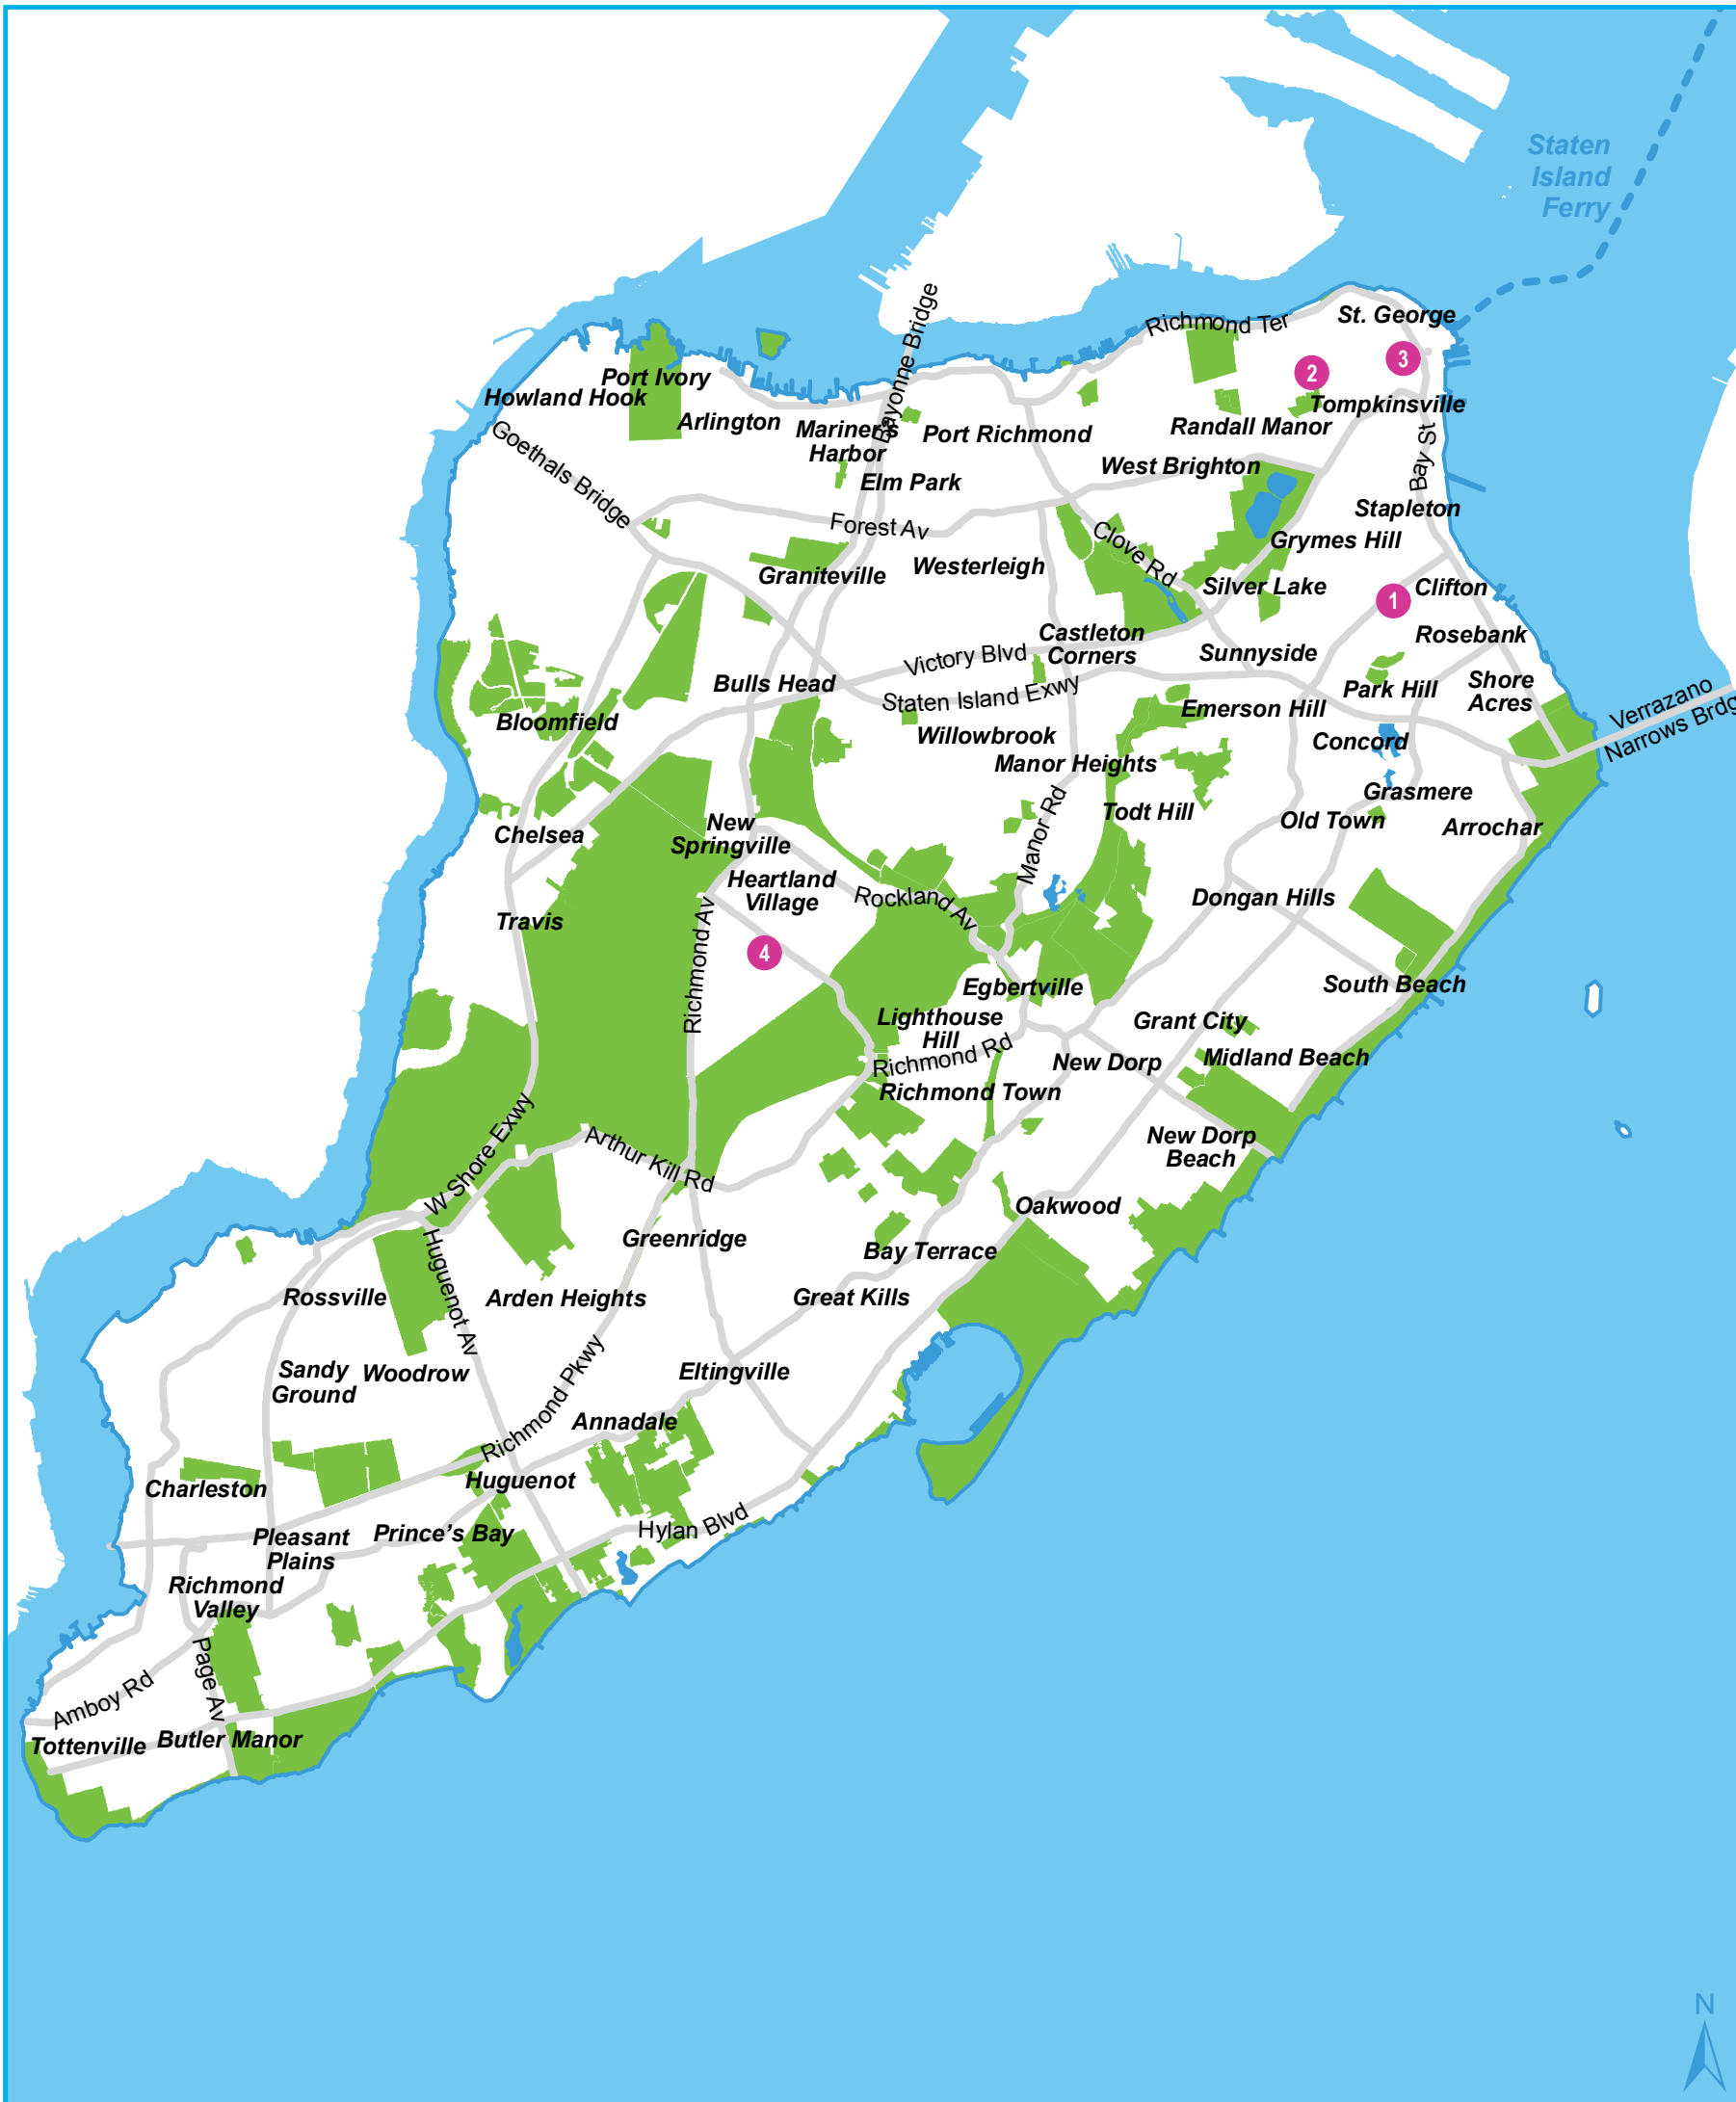 Staten
Island
Ferry
St. George
Richmond Ter
Bayonne Bridge
3
2
Port Ivory
Howland Hook
Tompkinsville
Arlington
Mariner's
Harbor
Port Richmond
Randall Manor
Goethals Bridge
West Brighton
Bay St
Elm Park
Stapleton
Forest Av
Clove Rd
Grymes Hill
Graniteville
Westerleigh
Silver Lake
1
Clifton
Castleton
Corners
Rosebank
Victory Blvd
Sunnyside
Bulls Head
Staten Island Exwy
Park Hill
Shore
Acres
Verrazano
Narrows Brdg
Bloomfield
Emerson Hill
Willowbrook
Concord
Manor Heights
Grasmere
Manor Rd
Todt Hill
Old Town
Arrochar
Chelsea
New
Springville
Heartland
Village
Rockland Av
Dongan Hills
Travis
Richmond Av
4
Egbertville
South Beach
Lighthouse
Hill
Grant City
Richmond Rd
New Dorp
Midland Beach
Richmond Town
W Shore Exwy
Arthur Kill Rd
New Dorp
Beach
Oakwood
Huguenot Av
Greenridge
Bay Terrace
Rossville
Arden Heights
Great Kills
Sandy
Ground
Woodrow
Richmond Pkwy
Eltingville
Annadale
Charleston
Huguenot
Hylan Blvd
Pleasant
Plains
Prince's Bay
Richmond
Valley
Page Av
Amboy Rd
Tottenville
Butler Manor
N